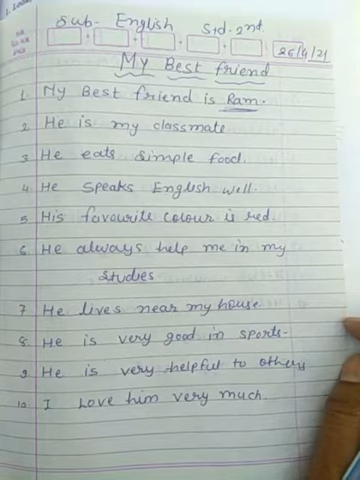 Sub- English Std-2nd.
26/4/21
My Best friend
1. My Best friend is Ram.
2. He is my classmate
3. He eats simple food.
4. He speaks English well.
5. His favourite colour is red.
6. He always help me in my
studies
7. He lives near my house
8. He is very good in sports.
9. He is very helpful to others
10. I Love him very much.